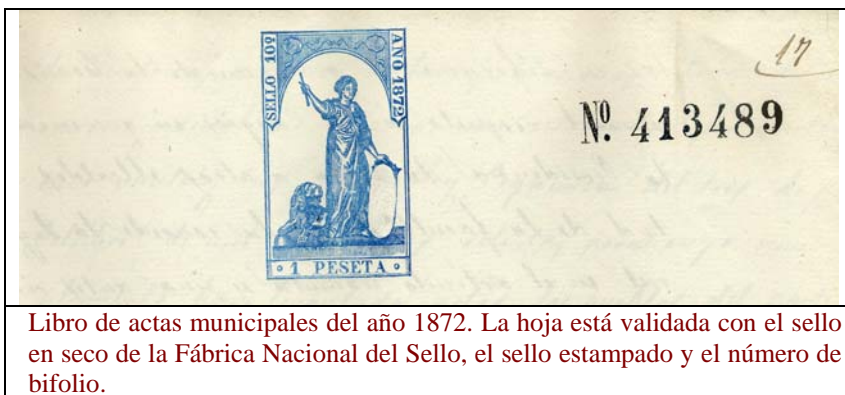 SELLO 10º
AÑO 1872
1 PESETA
17
Nº 413489
Libro de actas municipales del año 1872. La hoja está validada con el sello
en seco de la Fábrica Nacional del Sello, el sello estampado y el número de
bifolio.